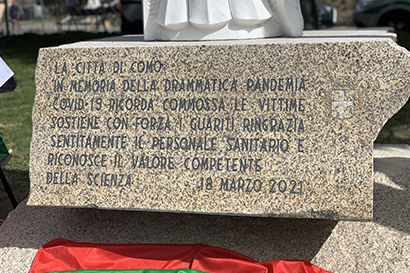 LA CITTÀ DI COMO
IN MEMORIA DELLA DRAMMATICA PANDEMIA
COVID-19 RICORDA COMMOSSA LE VITTIME
SOSTIENE CON FORZA I GUARITI RINGRAZIA
SENTITAMENTE IL PERSONALE SANITARIO E
RICONOSCE IL VALORE COMPETENTE
DELLA SCIENZA 18 MARZO 2021